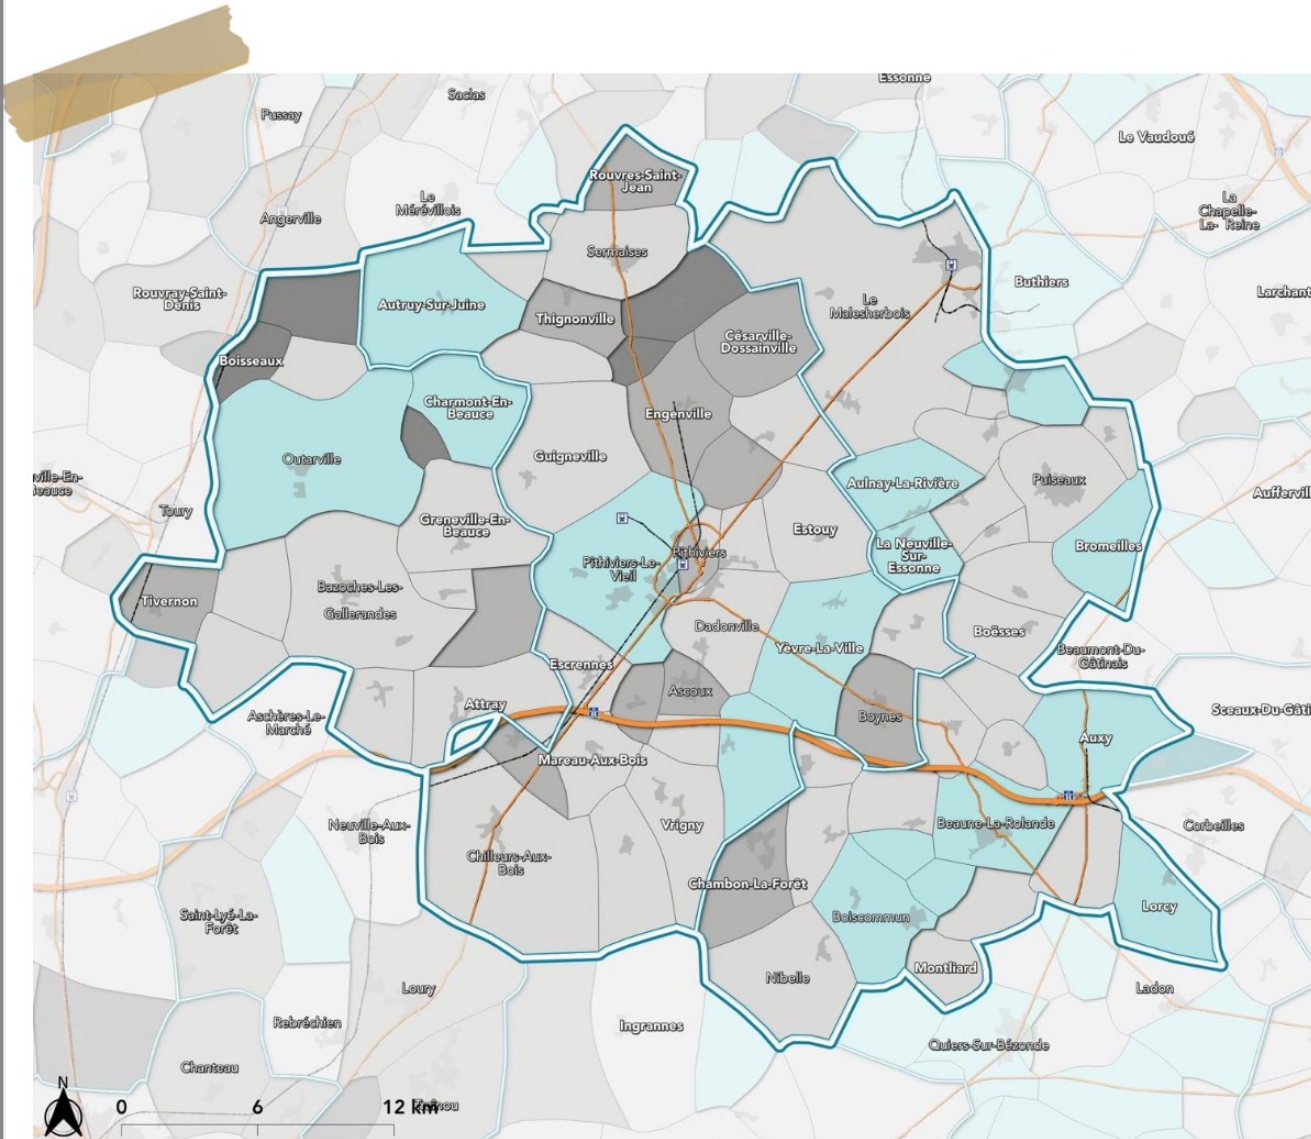 Essonne
Saclas
Pussay
Le Vaudoué
Rouvres-Saint-
Jean
Le
Mérévillois
La
Chapelle-
La- Reine
Angerville
Sermaises
Buthiers
Rouvray-Saint-
Denis
Larchant
Autruy-Sur-Juine
Le
Malesherbois
Thignonville
Césarville-
Dossainville
Boisseaux
Charmont-En-
Beauce
Engenville
Guigneville
Outarville
ville-En-
Beauce
Puiseaux
Aulnay-La-Rivière
Auffervill
Toury
Greneville-En-
Beauce
Estouy
La Neuville-
Sur-
Essonne
Bromeilles
Pithiviers
Pithiviers-Le-
Vieil
Bazoches-Les-
Gallerandes
Tivernon
Dadonville
Boësses
Yèvre-La-Ville
Beaumont-Du-
Gâtinais
Escrennes
Ascoux
Attray
Boynes
Aschères-Le-
Marché
Sceaux-Du-Gâti
Auxy
Mareau-Aux-Bois
Neuville-Aux-
Bois
Vrigny
Beaune-La-Rolande
Corbeilles
Chilleurs-Aux-
Bois
Chambon-La-Forêt
Saint-Lyé-La-
Forêt
Boiscommun
Lorcy
Montliard
Nibelle
Loury
Ladon
Rebréchien
Ingrannes
Quiers-Sur-Bézonde
Chanteau
N
0 6 12 km